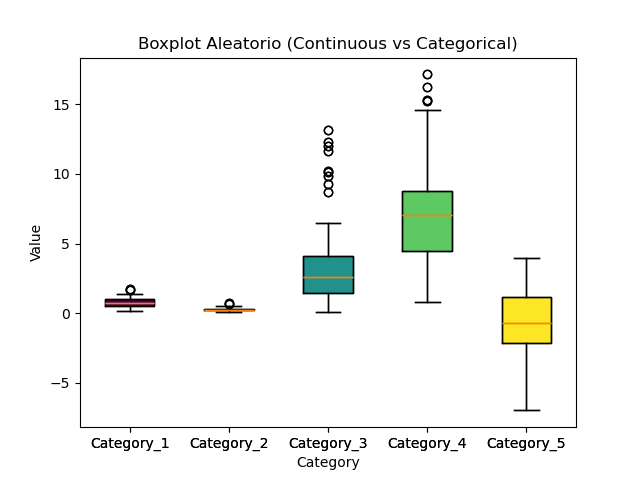 Boxplot Aleatorio (Continuous vs Categorical)
15
10
5
0
−5
Value
Category_1 Category_2 Category_3 Category_4 Category_5
Category